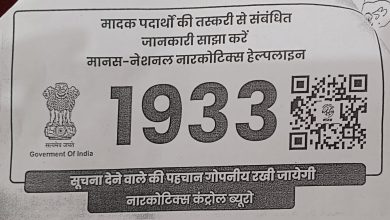 मादक पदार्थों की तस्करी से संबंधित
जानकारी साझा करें
मानस-नेशनल नारकोटिक्स हेल्पलाइन
1933
सत्यमेव जयते
Goverment Of India
सूचना देने वाले की पहचान गोपनीय रखी जायेगी
नारकोटिक्स कंट्रोल ब्यूरो